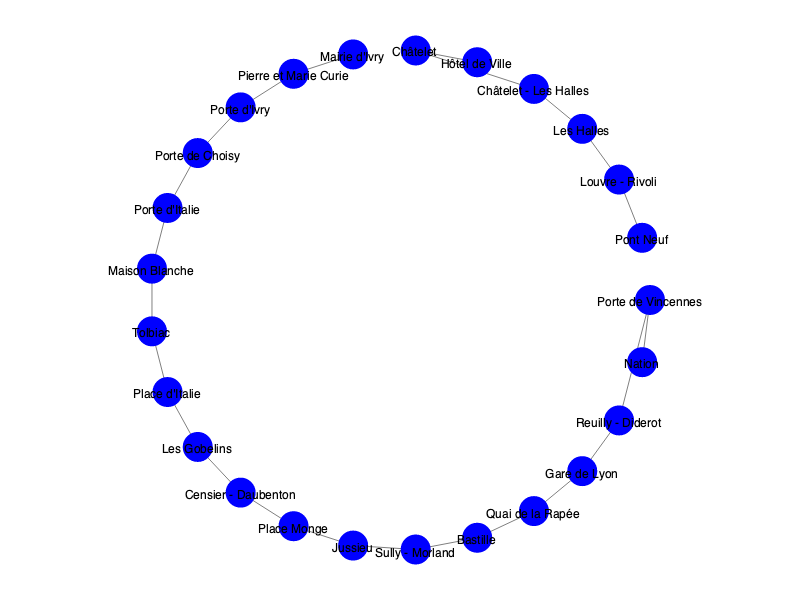 Mairie d'Ivry
Châtelet
Hôtel de Ville
Pierre et Marie Curie
Châtelet - Les Halles
Porte d'Ivry
Les Halles
Porte de Choisy
Louvre - Rivoli
Porte d'Italie
Pont Neuf
Maison Blanche
Porte de Vincennes
Tolbiac
Nation
Place d'Italie
Reuilly - Diderot
Les Gobelins
Gare de Lyon
Censier - Daubenton
Quai de la Rapée
Place Monge
Bastille
Jussieu
Sully - Morland